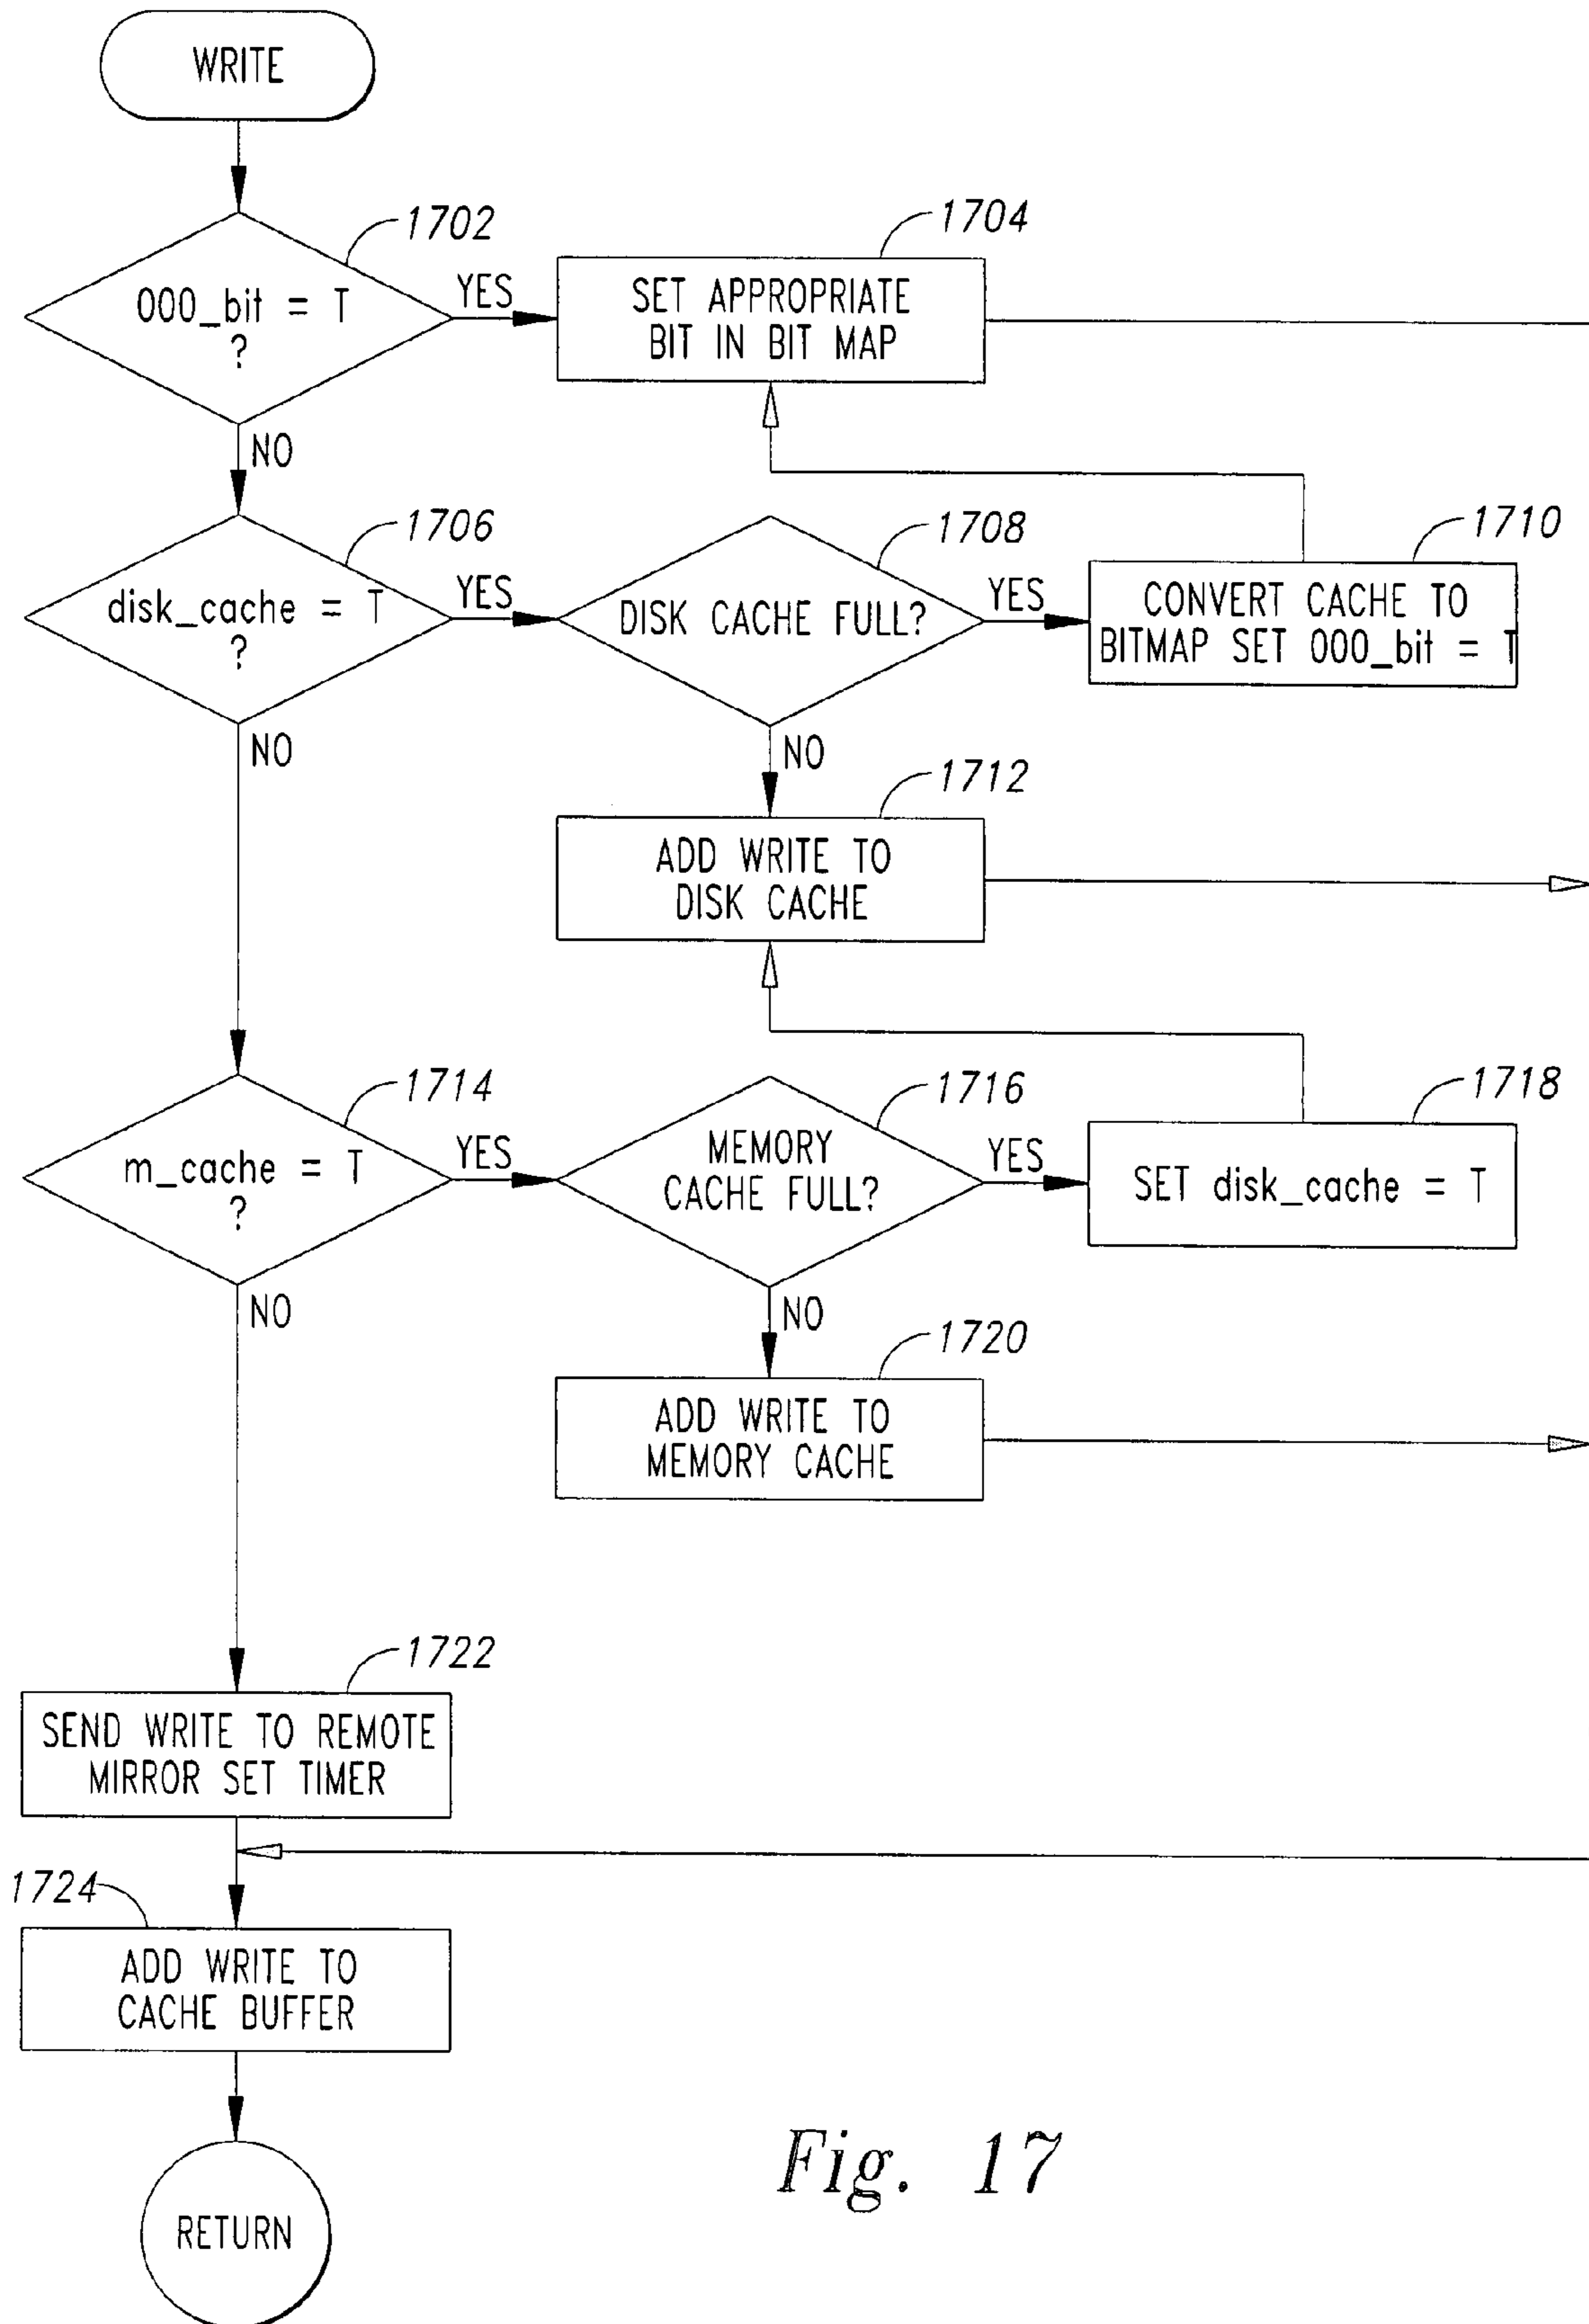 WRITE
1702
000_bit = T
?
YES
NO
1704
SET APPROPRIATE
BIT IN BIT MAP
1706
disk_cache = T
?
YES
NO
1708
DISK CACHE FULL?
YES
NO
1710
CONVERT CACHE TO
BITMAP SET 000_bit = T
1712
ADD WRITE TO
DISK CACHE
1714
m_cache = T
?
YES
NO
1716
MEMORY
CACHE FULL?
YES
NO
1718
SET disk_cache = T
1720
ADD WRITE TO
MEMORY CACHE
1722
SEND WRITE TO REMOTE
MIRROR SET TIMER
1724
ADD WRITE TO
CACHE BUFFER
RETURN
Fig. 17